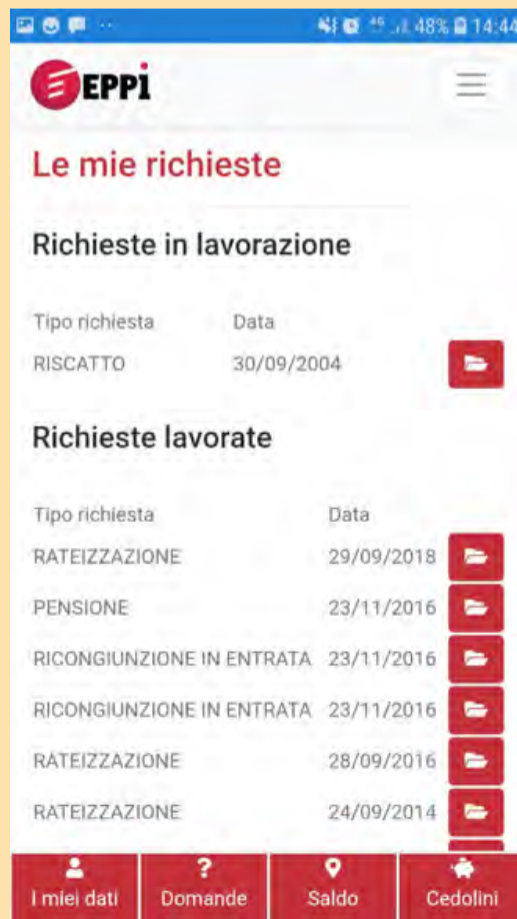 48% 14:44
EPPi
Le mie richieste
Richieste in lavorazione
Tipo richiesta Data
RISCATTO 30/09/2004
Richieste lavorate
Tipo richiesta Data
RATEIZZAZIONE 29/09/2018
PENSIONE 23/11/2016
RICONGIUNZIONE IN ENTRATA 23/11/2016
RICONGIUNZIONE IN ENTRATA 23/11/2016
RATEIZZAZIONE 28/09/2016
RATEIZZAZIONE 24/09/2014
I miei dati Domande Saldo Cedolini